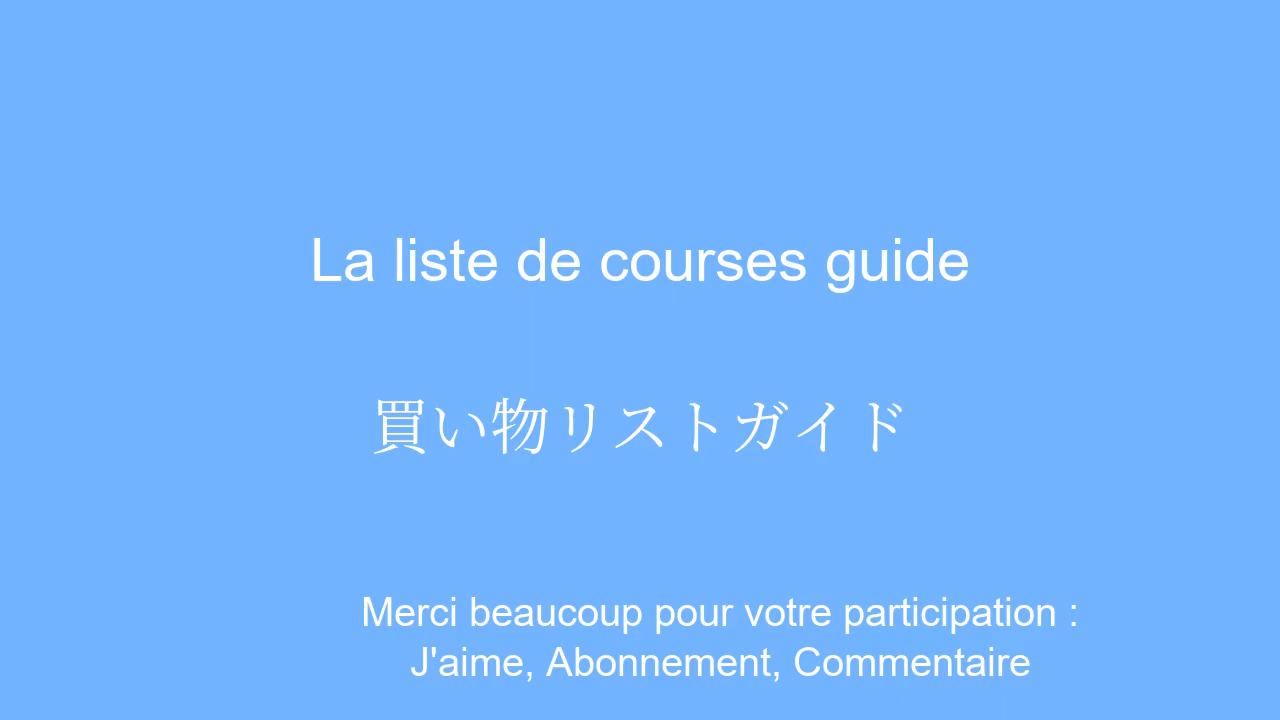 La liste de courses guide
買い物リストガイド
Merci beaucoup pour votre participation :
J'aime, Abonnement, Commentaire